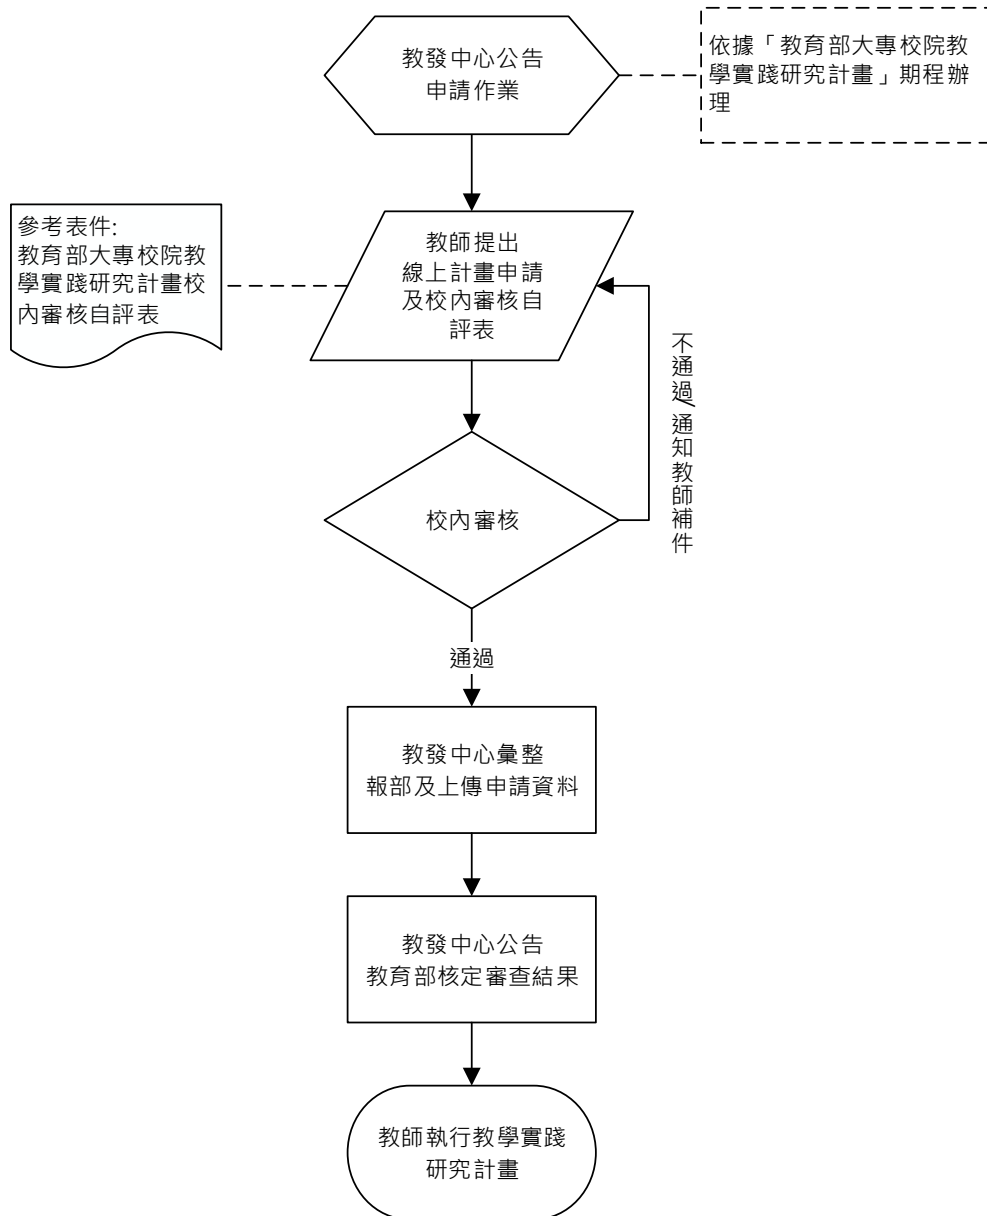 教發中心公告
申請作業
依據「教育部大專校院教
學實踐研究計畫」期程辦
理
參考表件:
教育部大專校院教
學實踐研究計畫校
內審核自評表
教師提出
線上計畫申請
及校內審核自
評表
不通過/通知教師補件
校內審核
通過
教發中心彙整
報部及上傳申請資料
教發中心公告
教育部核定審查結果
教師執行教學實踐
研究計畫